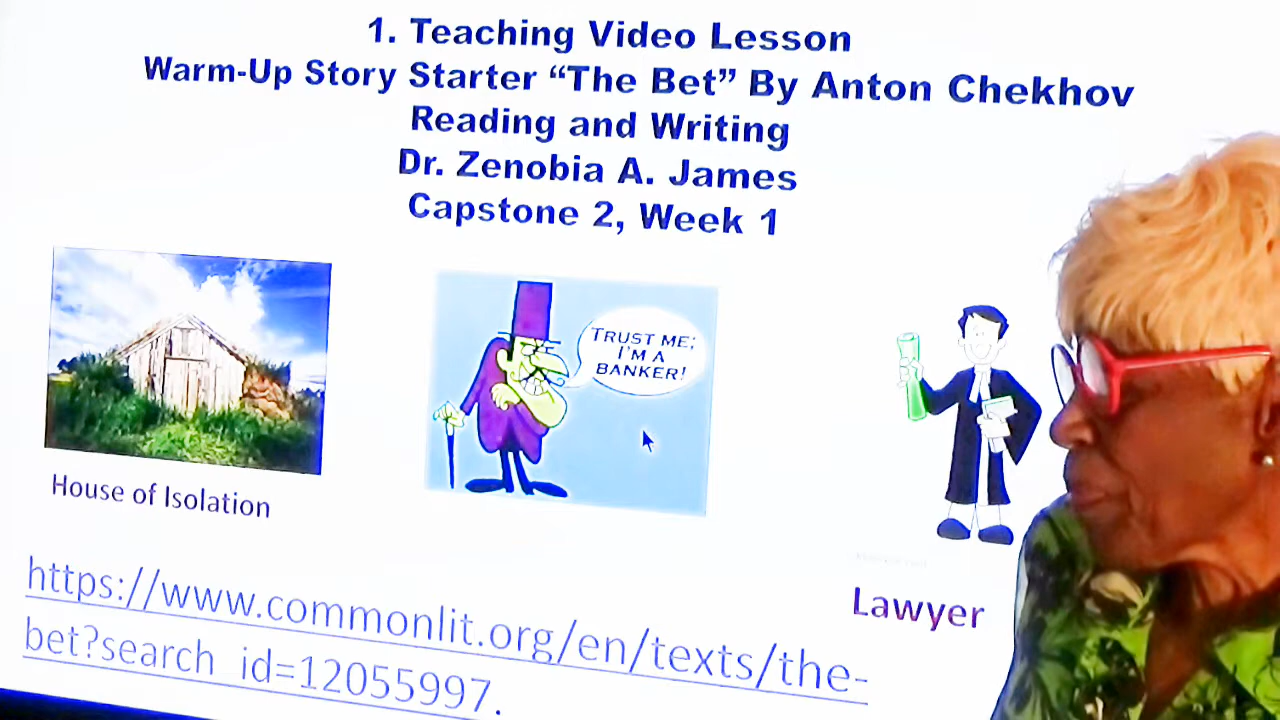 1. Teaching Video Lesson
Warm-Up Story Starter “The Bet” By Anton Chekhov
Reading and Writing
Dr. Zenobia A. James
Capstone 2, Week 1
TRUST ME;
I'M A
BANKER!
House of Isolation
Lawyer
https://www.commonlit.org/en/texts/the-
bet?search_id=12055997.